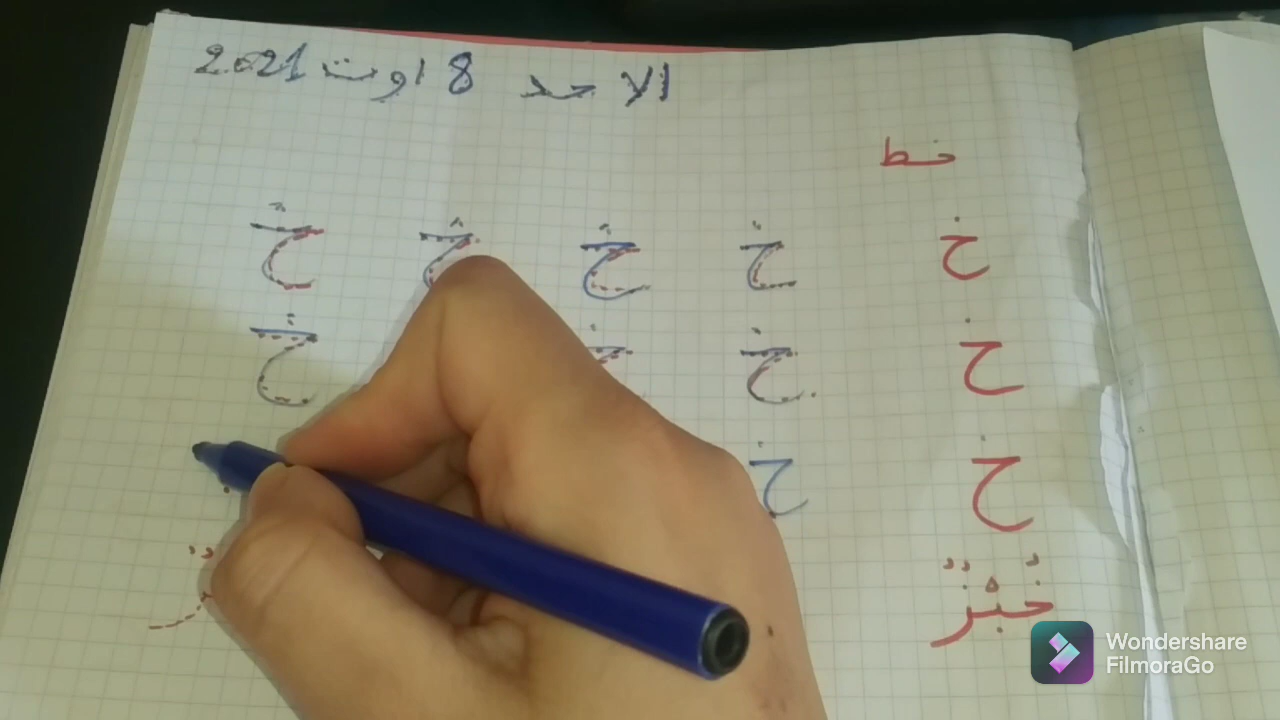 الاحد 8 اوت 2021
خط
خ خ خ خ خ
خ خ خ خ
خ خ
خُبْزٌ
Wondershare
FilmoraGo